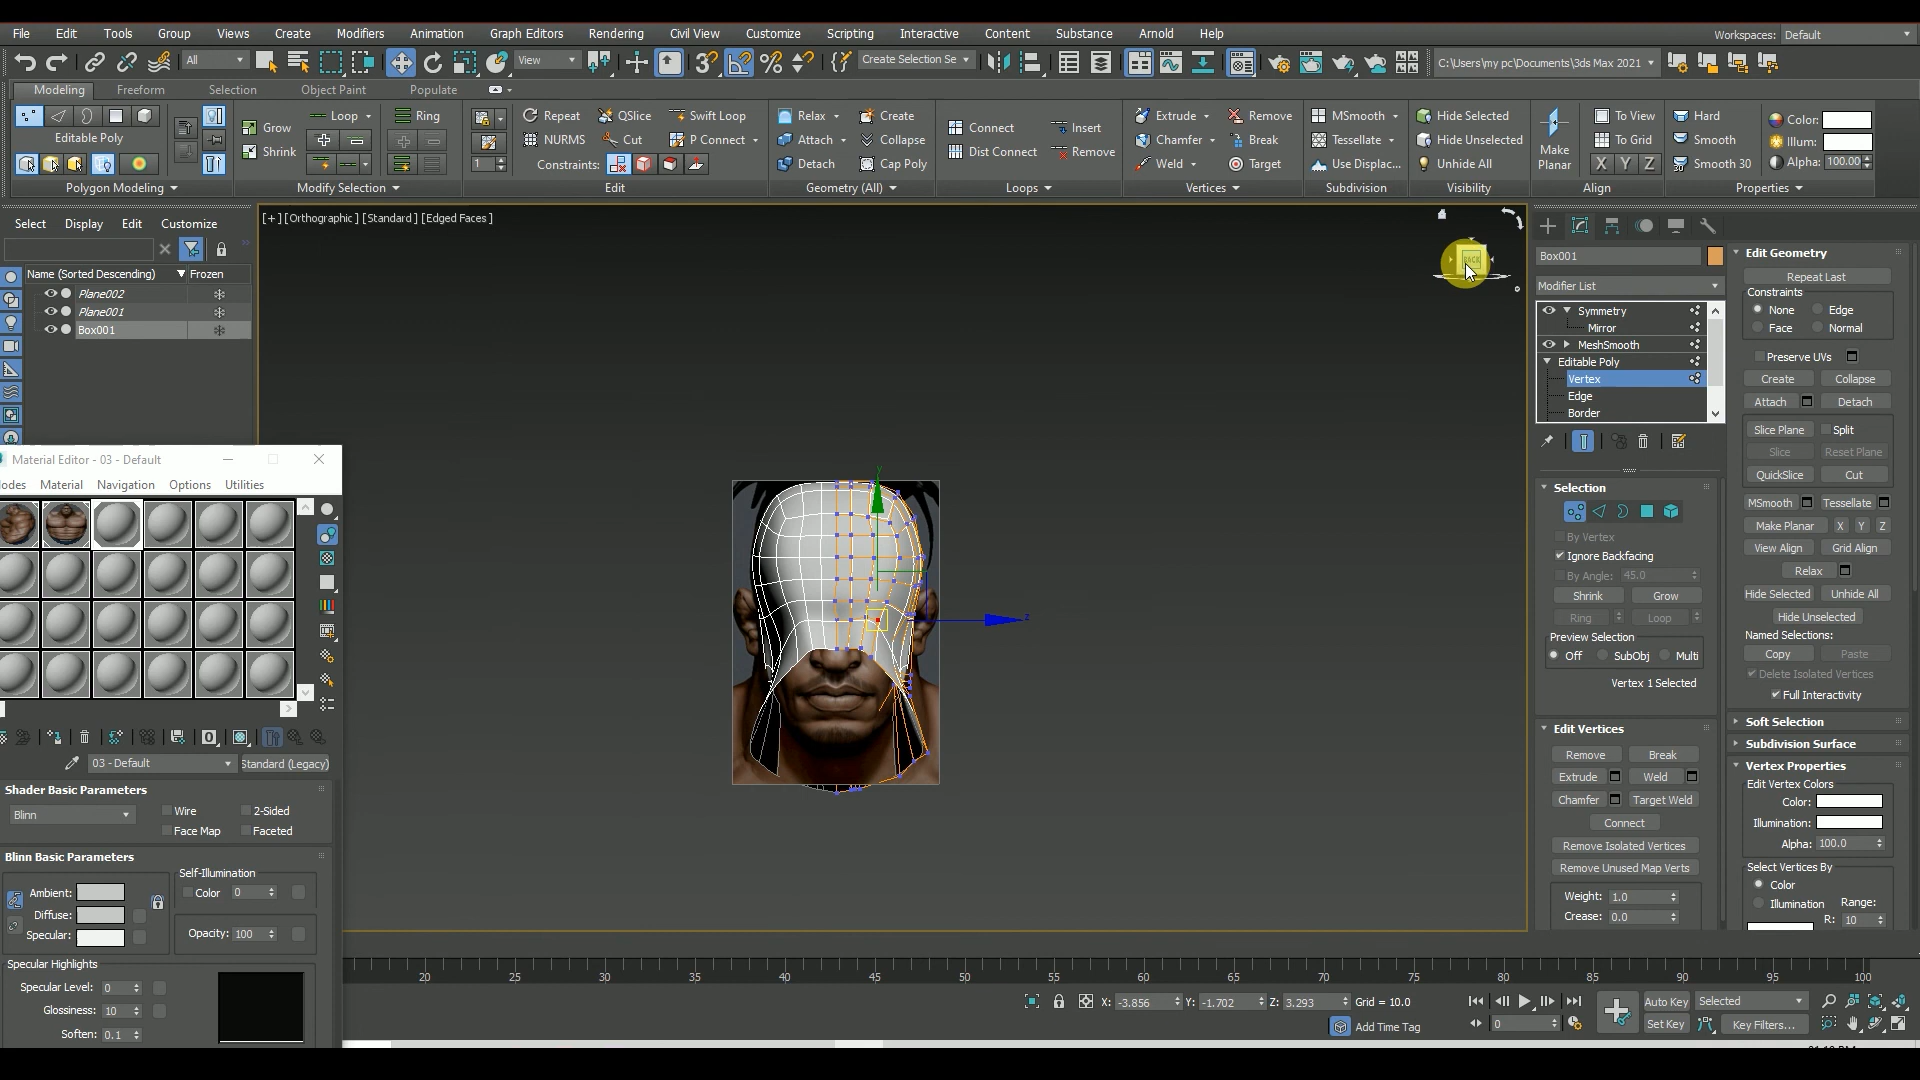 File Edit Tools Group Views Create Modifiers Animation Graph Editors Rendering Civil View Customize Scripting Interactive Content Substance Arnold Help Workspaces: Default
All View Create Selection Se C:\Users\my pc\Documents\3ds Max 2021
Modeling Freeform Selection Object Paint Populate
Loop Ring Repeat QSlice Swift Loop Relax Create Extrude Remove MSmooth Hide Selected To View Hard Color:
Editable Poly Grow NURMS Cut P Connect Attach Collapse Connect Insert Chamfer Break Tessellate Hide Unselected Make Planar To Grid Smooth Illum:
Shrink 1 Constraints: Detach Cap Poly Dist Connect Remove Weld Target Use Displac... Unhide All X Y Z Smooth 30 Alpha: 100.00
Polygon Modeling Modify Selection Edit Geometry (All) Loops Vertices Subdivision Visibility Align Properties
Select Display Edit Customize
Name (Sorted Descending) Frozen
Plane002
Plane001
Box001
[+] [Orthographic] [Standard] [Edged Faces]
BACK
y
z
Material Editor - 03 - Default
odes Material Navigation Options Utilities
03 - Default Standard (Legacy)
Shader Basic Parameters
Blinn Wire 2-Sided
Face Map Faceted
Blinn Basic Parameters
Self-Illumination
Ambient: Color 0
Diffuse:
Specular: Opacity: 100
Specular Highlights
Specular Level: 0
Glossiness: 10
Soften: 0.1
Box001
Modifier List
Symmetry
Mirror
MeshSmooth
Editable Poly
Vertex
Edge
Border
Selection
By Vertex
Ignore Backfacing
By Angle: 45.0
Shrink Grow
Ring Loop
Preview Selection
Off SubObj Multi
Vertex 1 Selected
Edit Vertices
Remove Break
Extrude Weld
Chamfer Target Weld
Connect
Remove Isolated Vertices
Remove Unused Map Verts
Weight: 1.0
Crease: 0.0
Edit Geometry
Repeat Last
Constraints
None Edge
Face Normal
Preserve UVs
Create Collapse
Attach Detach
Slice Plane Split
Slice Reset Plane
QuickSlice Cut
MSmooth Tessellate
Make Planar X Y Z
View Align Grid Align
Relax
Hide Selected Unhide All
Hide Unselected
Named Selections:
Copy Paste
Delete Isolated Vertices
Full Interactivity
Soft Selection
Subdivision Surface
Vertex Properties
Edit Vertex Colors
Color:
Illumination:
Alpha: 100.0
Select Vertices By
Color
Illumination Range:
R: 10
20 25 30 35 40 45 50 55 60 65 70 75 80 85 90 95 100
X: -3.856 Y: -1.702 Z: 3.293 Grid = 10.0 Auto Key Selected
Add Time Tag 0 Set Key Key Filters...